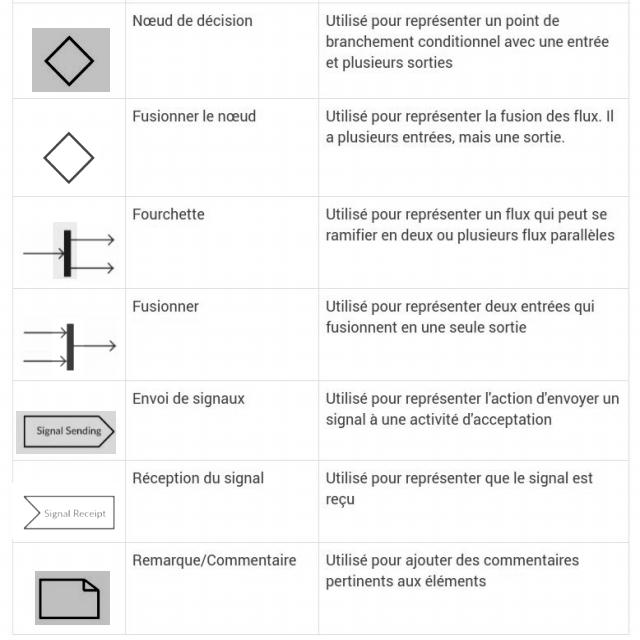 Nœud de décision
Utilisé pour représenter un point de
branchement conditionnel avec une entrée
et plusieurs sorties
Fusionner le nœud
Utilisé pour représenter la fusion des flux. Il
a plusieurs entrées, mais une sortie.
Fourchette
Utilisé pour représenter un flux qui peut se
ramifier en deux ou plusieurs flux parallèles
Fusionner
Utilisé pour représenter deux entrées qui
fusionnent en une seule sortie
Signal Sending
Envoi de signaux
Utilisé pour représenter l'action d'envoyer un
signal à une activité d'acceptation
Signal Receipt
Réception du signal
Utilisé pour représenter que le signal est
reçu
Remarque/Commentaire
Utilisé pour ajouter des commentaires
pertinents aux éléments